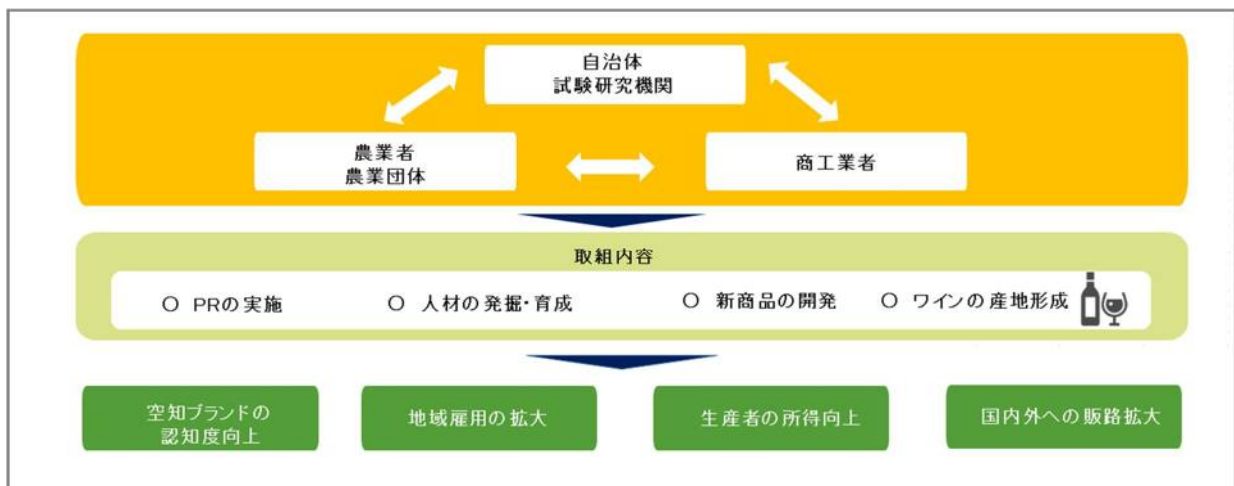 自治体
試験研究機関
農業者
農業団体
商工業者
取組内容
○ PRの実施
○ 人材の発掘・育成
○ 新商品の開発
○ ワインの産地形成
空知ブランドの
認知度向上
地域雇用の拡大
生産者の所得向上
国内外への販路拡大